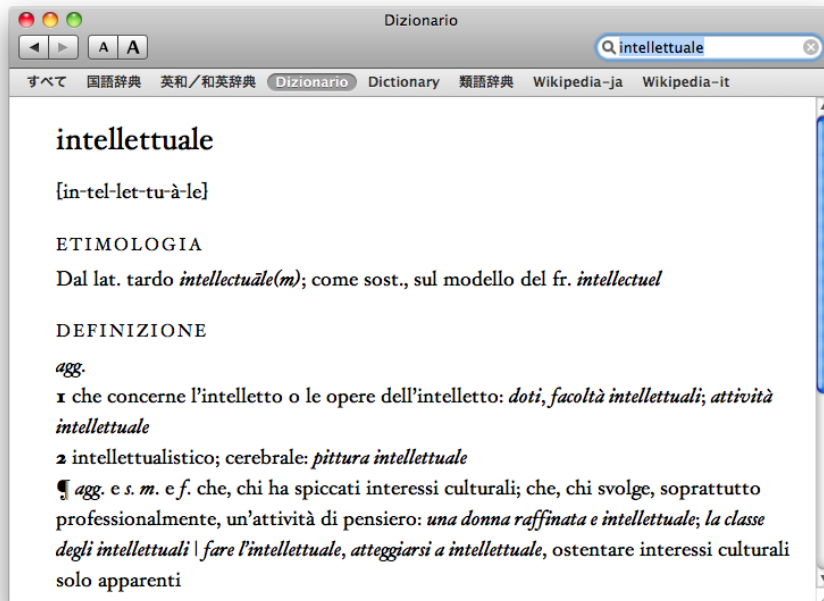 Dizionario
A A
intellettuale
すべて 国語辞典 英和／和英辞典 Dizionario Dictionary 類語辞典 Wikipedia-ja Wikipedia-it
intellettuale
[in-tel-let-tu-à-le]
ETIMOLOGIA
Dal lat. tardo intellectuāle(m); come sost., sul modello del fr. intellectuel
DEFINIZIONE
agg.
1 che concerne l'intelletto o le opere dell'intelletto: doti, facoltà intellettuali; attività
intellettuale
2 intellettualistico; cerebrale: pittura intellettuale
¶ agg. e s. m. e f. che, chi ha spiccati interessi culturali; che, chi svolge, soprattutto
professionalmente, un'attività di pensiero: una donna raffinata e intellettuale; la classe
degli intellettuali | fare l'intellettuale, atteggiarsi a intellettuale, ostentare interessi culturali
solo apparenti